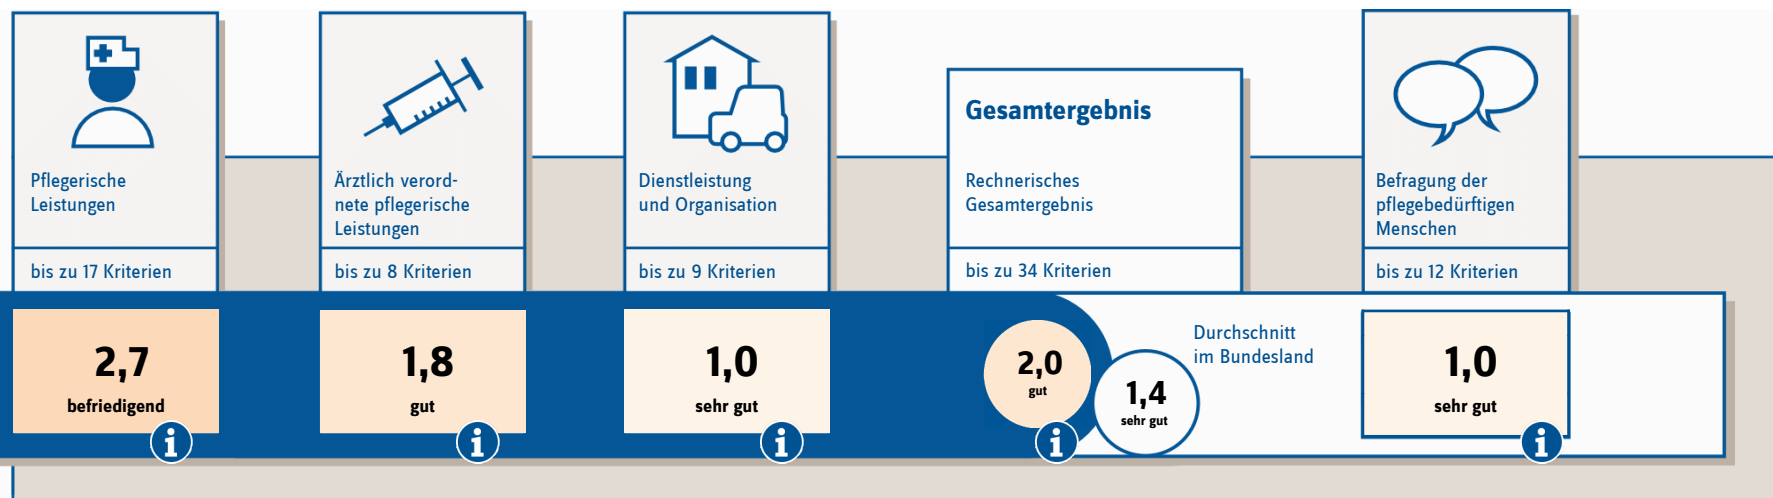 Pflegerische
Leistungen
bis zu 17 Kriterien
2,7
befriedigend
i
Ärztlich verord-
nete pflegerische
Leistungen
bis zu 8 Kriterien
1,8
gut
i
Dienstleistung
und Organisation
bis zu 9 Kriterien
1,0
sehr gut
i
Gesamtergebnis
Rechnerisches
Gesamtergebnis
bis zu 34 Kriterien
2,0
gut
i
1,4
sehr gut
Durchschnitt
im Bundesland
Befragung der
pflegebedürftigen
Menschen
bis zu 12 Kriterien
1,0
sehr gut
i